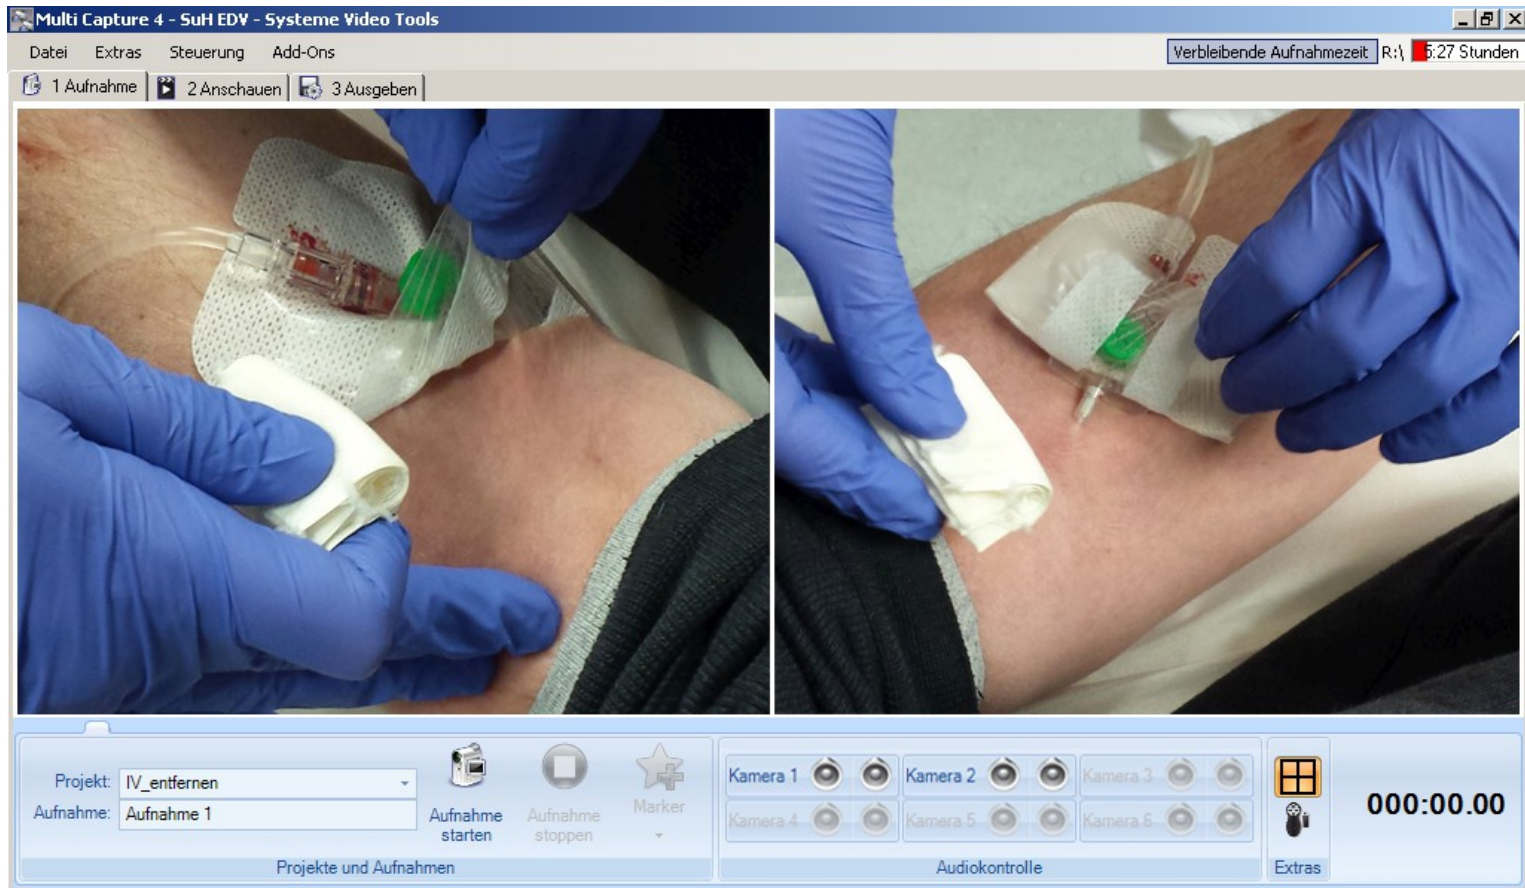 Multi Capture 4 - SuH EDV - Systeme Video Tools
Datei Extras Steuerung Add-Ons
Verbleibende Aufnahmezeit R:\ 5:27 Stunden
1 Aufnahme 2 Anschauen 3 Ausgeben
Projekt: IV_entfernen
Aufnahme: Aufnahme 1
Aufnahme starten
Aufnahme stoppen
Marker
Projekte und Aufnahmen
Kamera 1 Kamera 2 Kamera 3
Kamera 4 Kamera 5 Kamera 6
Audiokontrolle
Extras
000:00.00